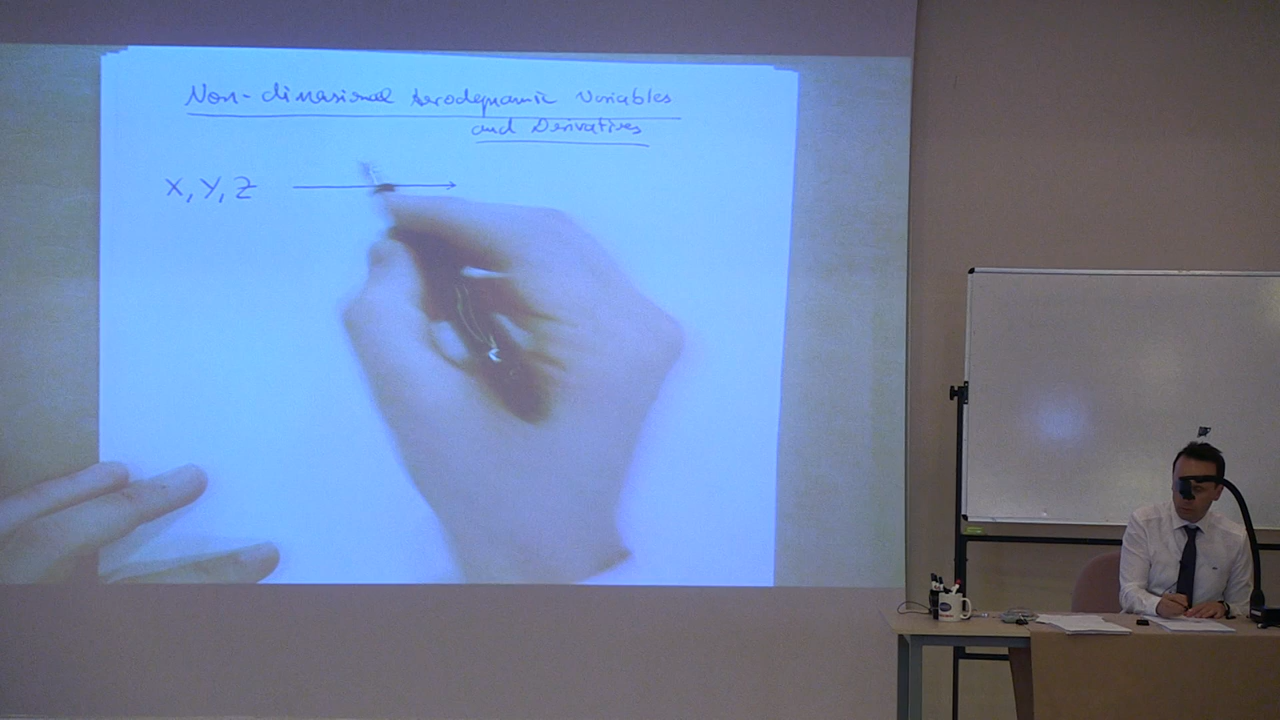 Non-dimensional Aerodynamic Variables
and Derivatives
X, Y, Z